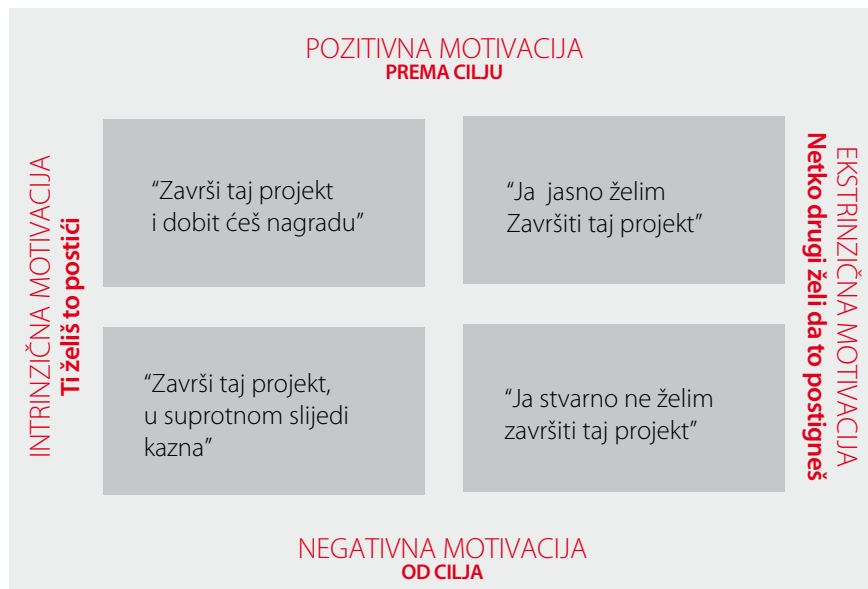 POZITIVNA MOTIVACIJA
PREMA CILJU
INTRINZIČNA MOTIVACIJA
Ti želiš to postići
“Završi taj projekt
i dobit ćeš nagradu”
“Ja jasno želim
Završiti taj projekt”
“Završi taj projekt,
u suprotnom slijedi
kazna”
“Ja stvarno ne želim
završiti taj projekt”
EKSTRINZIČNA MOTIVACIJA
Netko drugi želi da to postigneš
NEGATIVNA MOTIVACIJA
OD CILJA